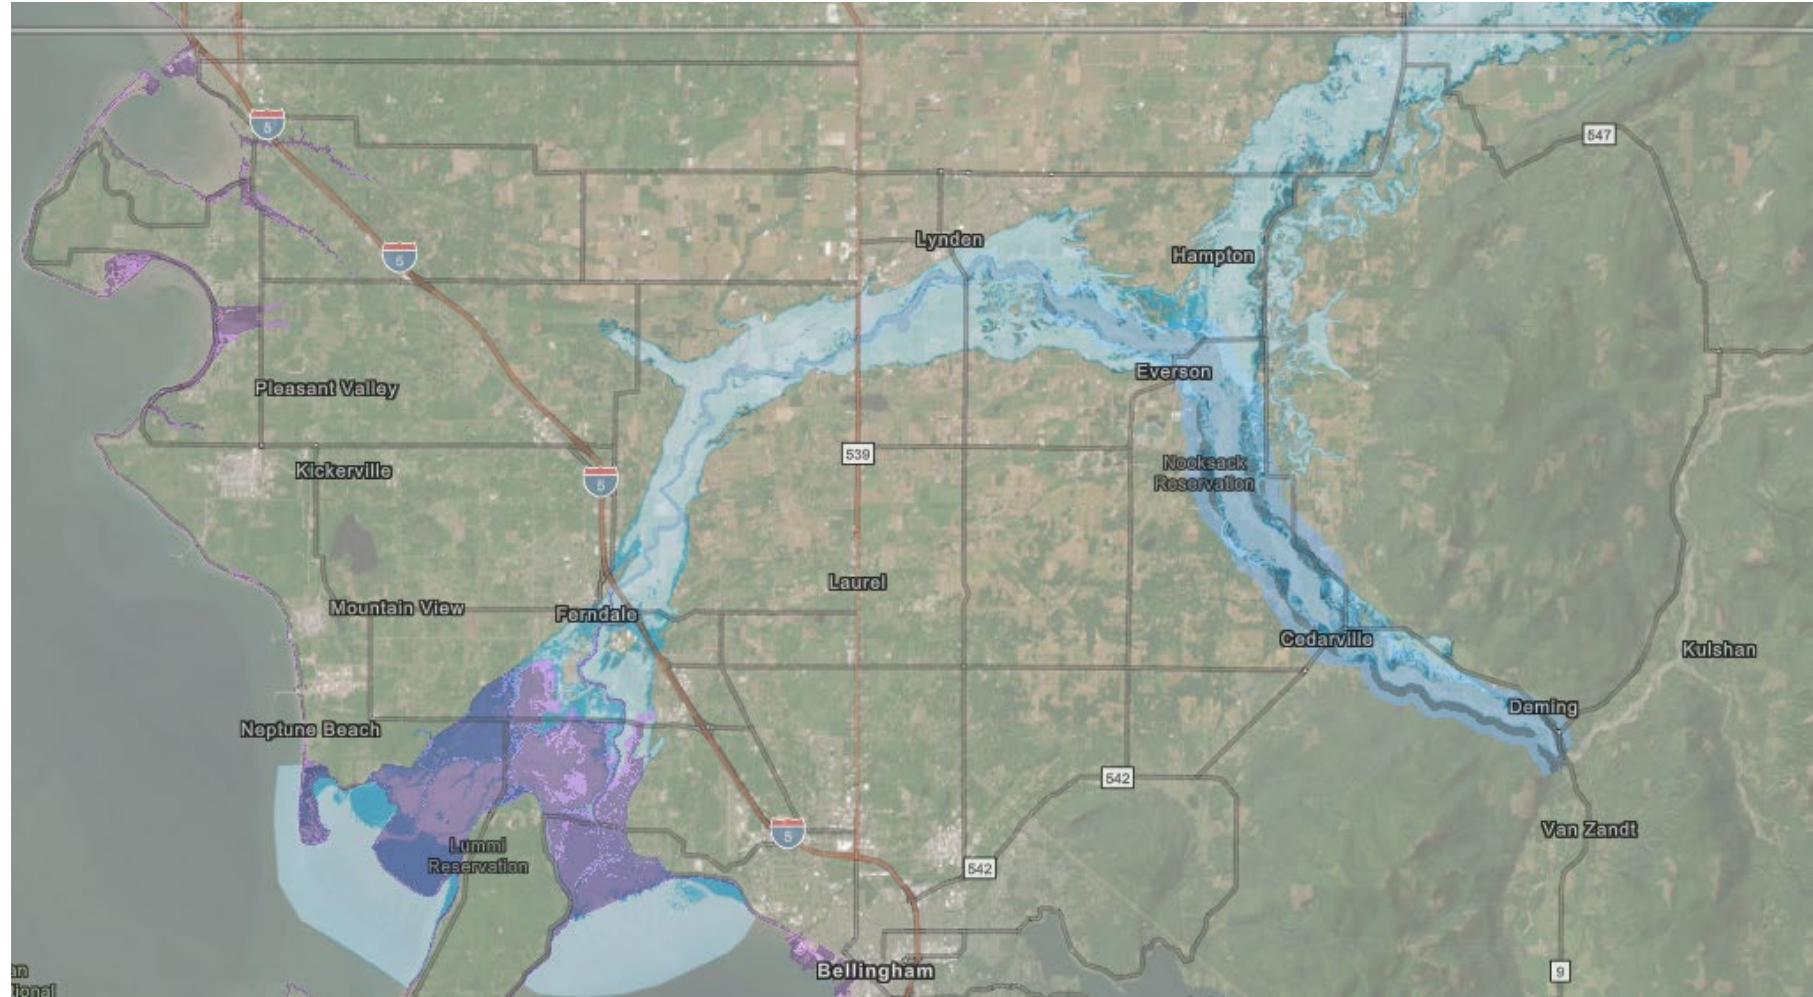 5
547
Lynden
Hampton
5
Everson
Pleasant Valley
539
Kickerville
Nooksack
Reservation
5
Laurel
Mountain View
Ferndale
Cedarville
Kulshan
Deming
Neptune Beach
542
5
Van Zandt
Lummi
Reservation
542
Bellingham
9